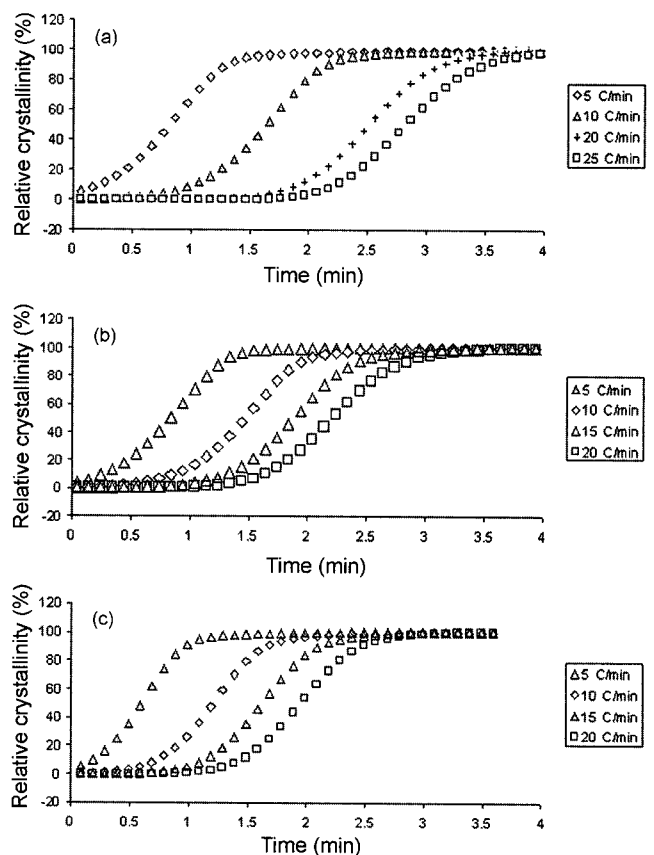 (a)
Relative crystallinity (%)
120
100
80
60
40
20
0
-20
0 0.5 1 1.5 2 2.5 3 3.5 4
Time (min)
5 C/min
10 C/min
20 C/min
25 C/min
(b)
Relative crystallinity (%)
120
100
80
60
40
20
0
-20
0 0.5 1 1.5 2 2.5 3 3.5 4
Time (min)
5 C/min
10 C/min
15 C/min
20 C/min
(c)
Relative crystallinity (%)
120
100
80
60
40
20
0
-20
0 0.5 1 1.5 2 2.5 3 3.5 4
Time (min)
5 C/min
10 C/min
15 C/min
20 C/min